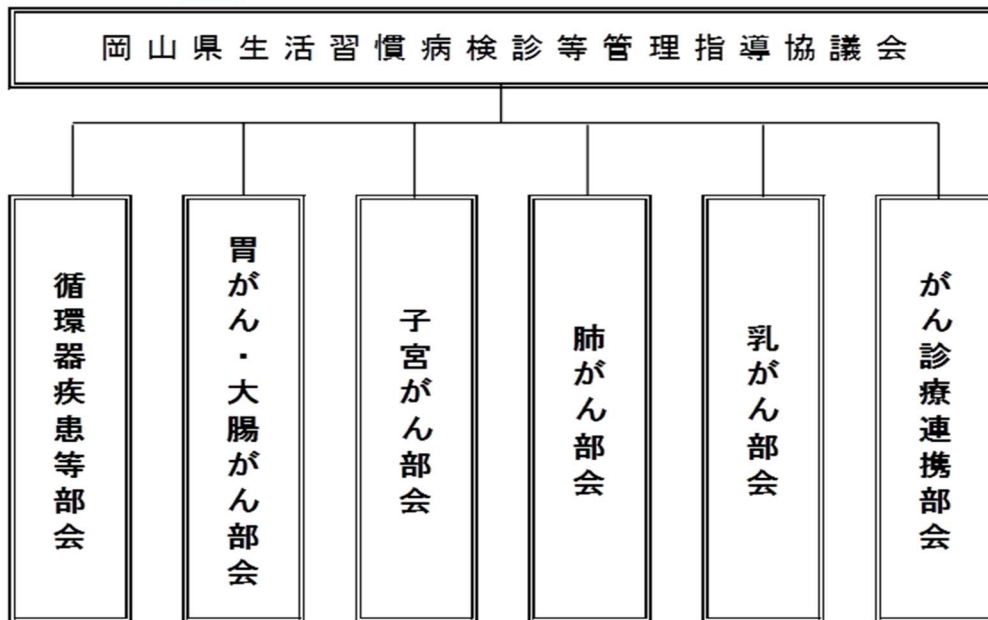 岡山県生活習慣病検診等管理指導協議会
循環器疾患等部会
胃がん・大腸がん部会
子宮がん部会
肺がん部会
乳がん部会
がん診療連携部会